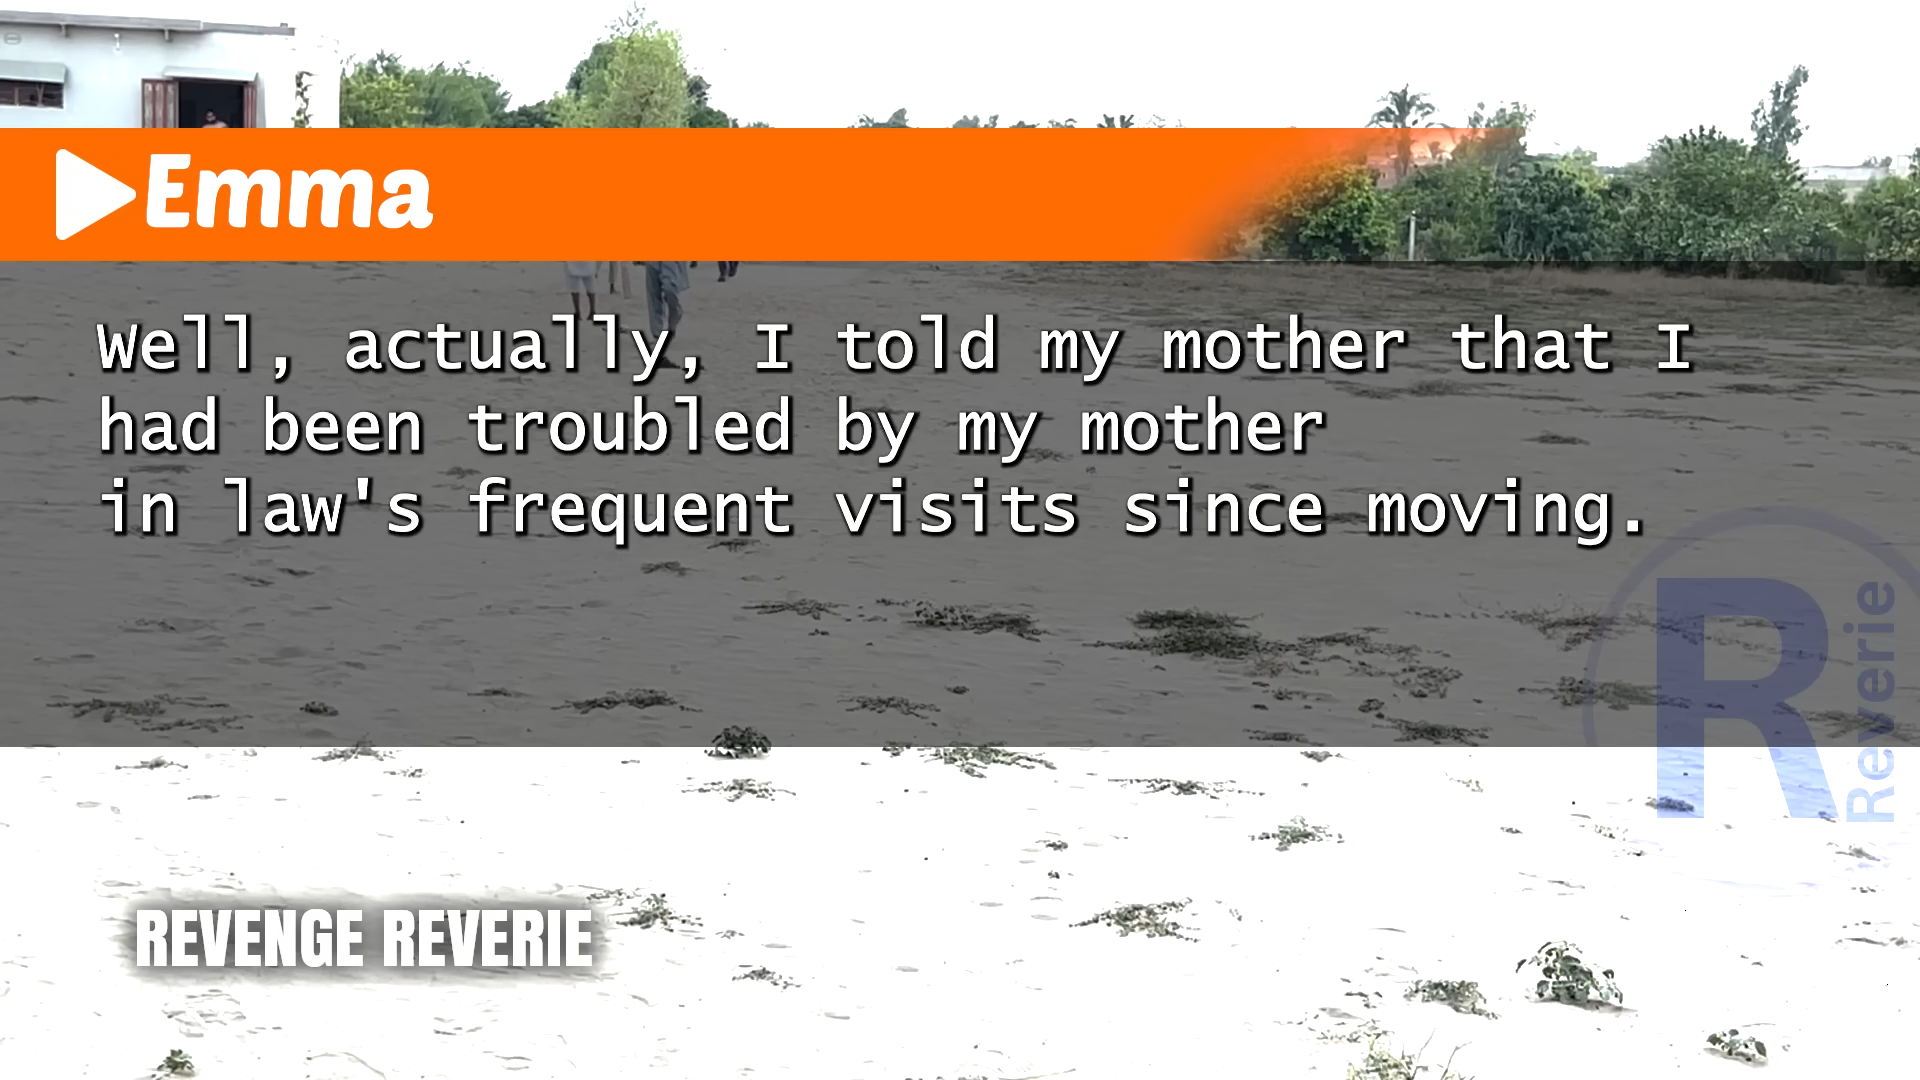 Emma
Well, actually, I told my mother that I
had been troubled by my mother
in law's frequent visits since moving.
R
Reverie
REVENGE REVERIE